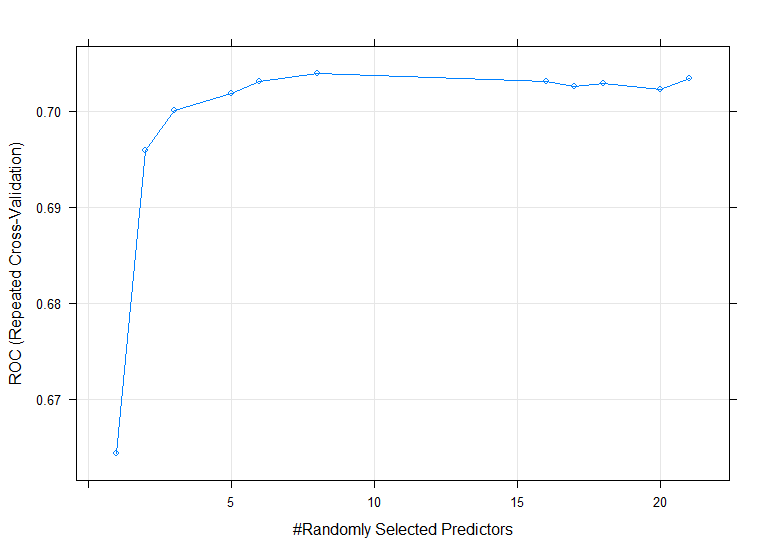 ROC (Repeated Cross-Validation)
0.70
0.69
0.68
0.67
5 10 15 20
#Randomly Selected Predictors